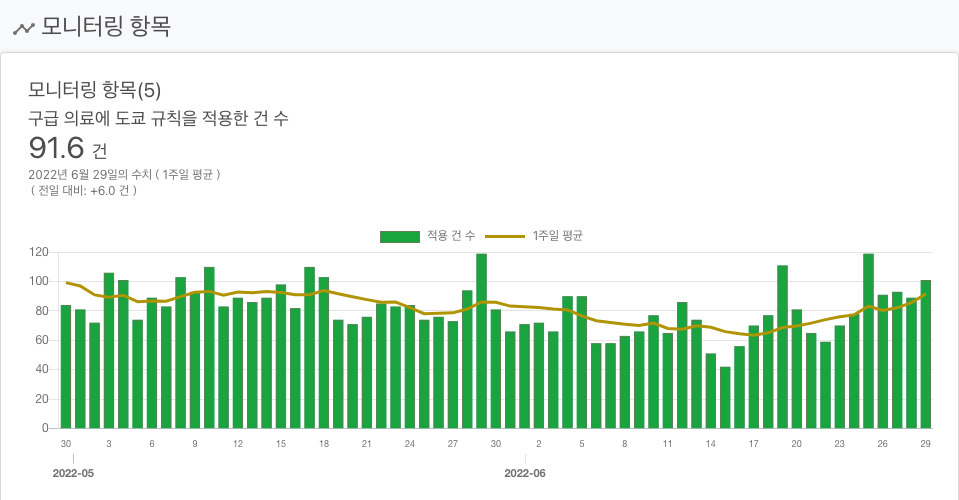 모니터링 항목
모니터링 항목(5)
구급 의료에 도쿄 규칙을 적용한 건 수
91.6 건
2022년 6월 29일의 수치 ( 1주일 평균 )
( 전일 대비: +6.0 건 )
적용 건 수 1주일 평균
120
100
80
60
40
20
0
30 3 6 9 12 15 18 21 24 27 30 2 5 8 11 14 17 20 23 26 29
2022-05 2022-06